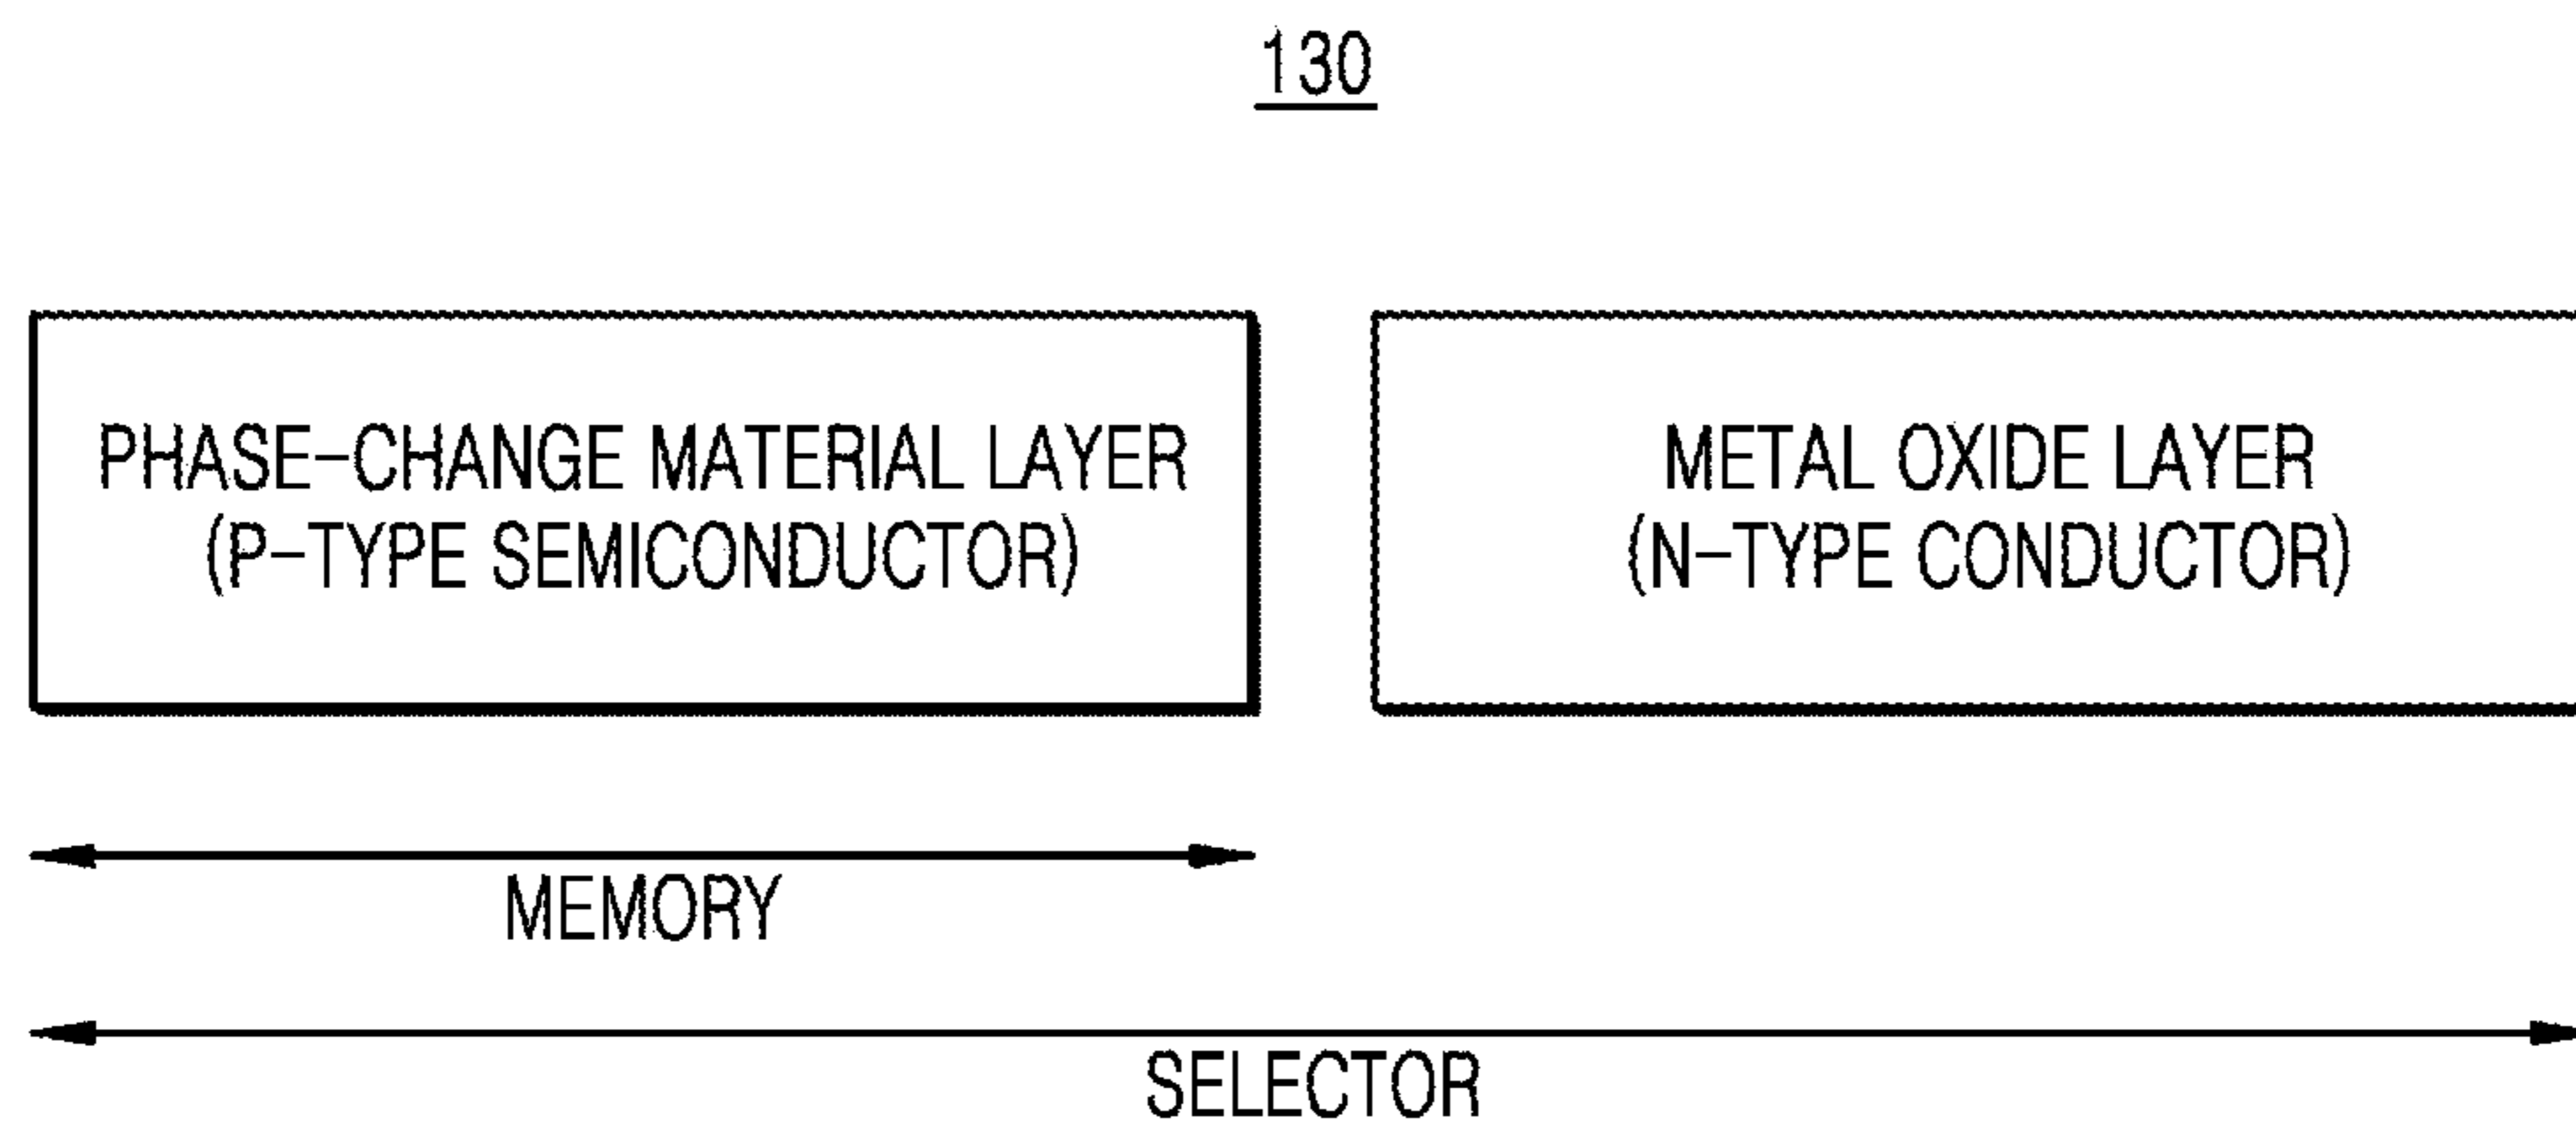 130
PHASE-CHANGE MATERIAL LAYER
(P-TYPE SEMICONDUCTOR)
METAL OXIDE LAYER
(N-TYPE CONDUCTOR)
MEMORY
SELECTOR